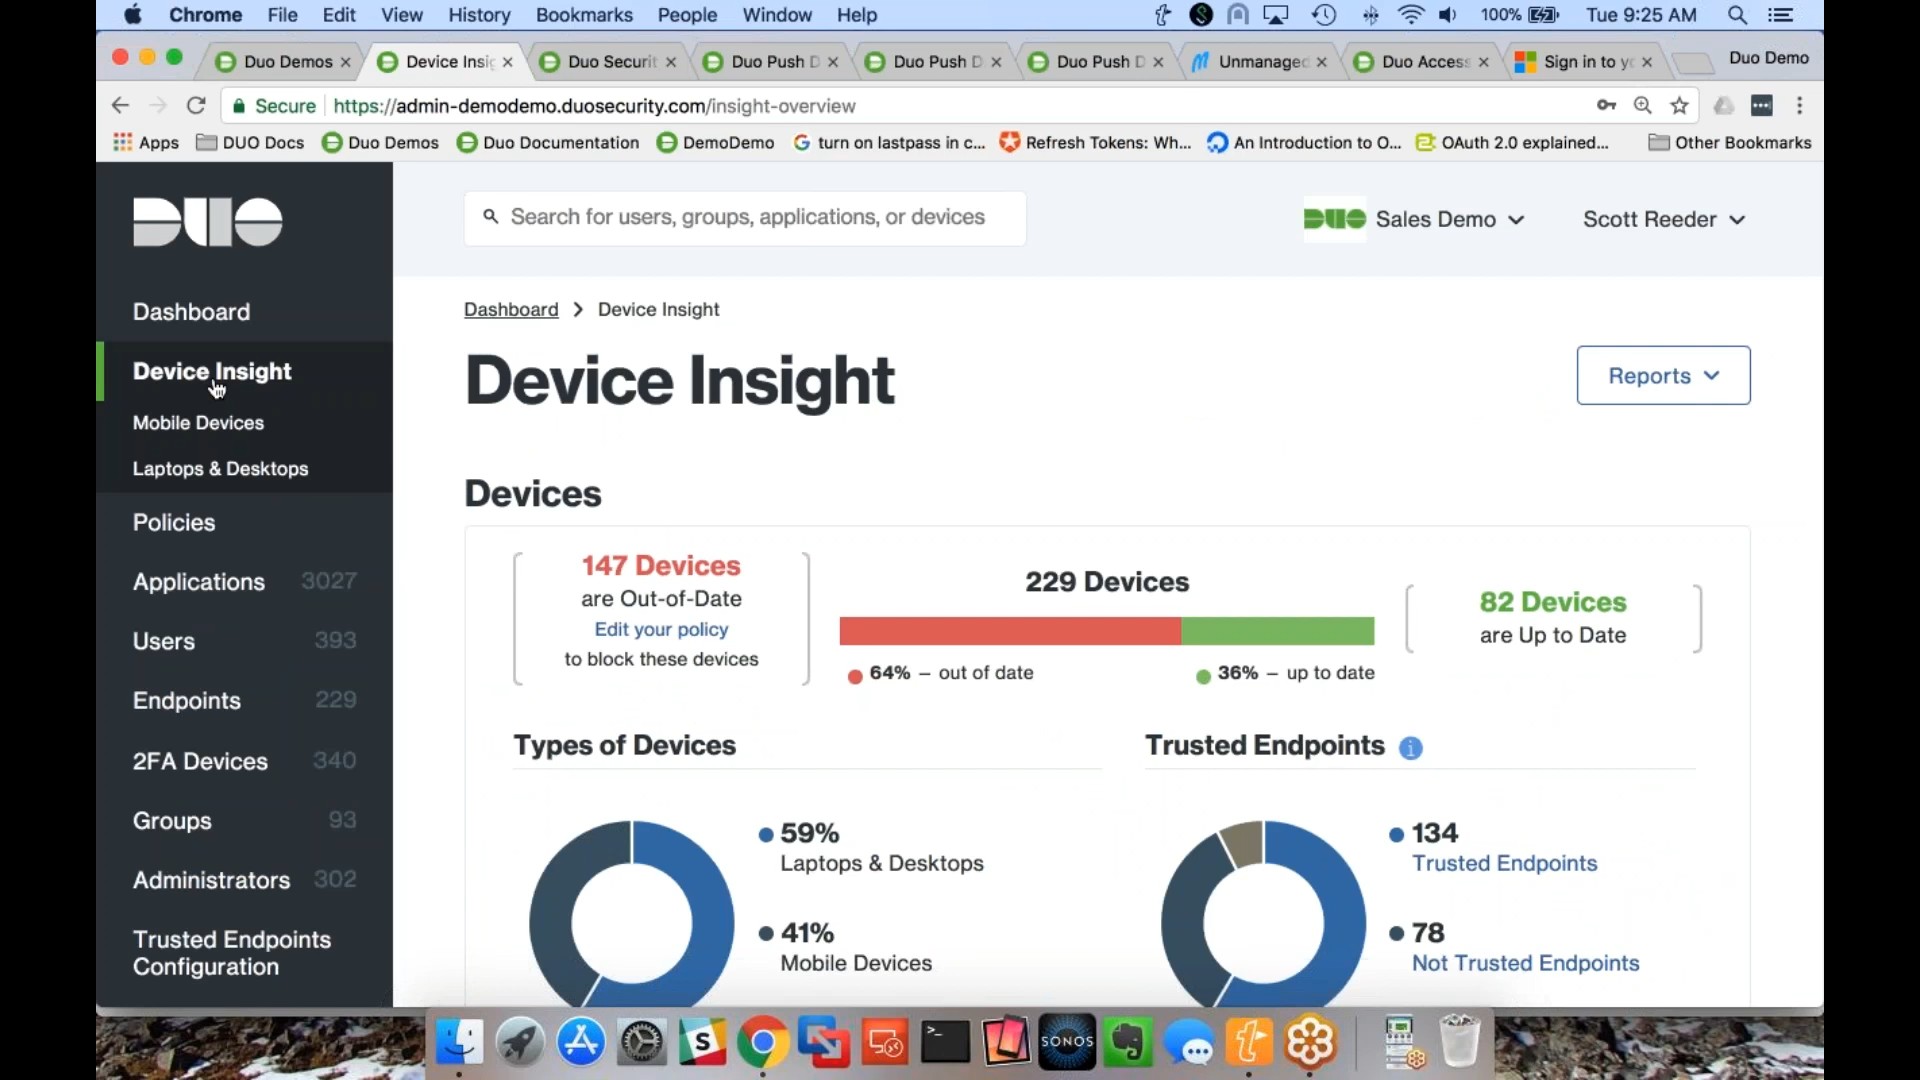 Chrome File Edit View History Bookmarks People Window Help 100% Tue 9:25 AM
Duo Demos Device Insig Duo Securit Duo Push D Duo Push D Duo Push D Unmanaged Duo Access Sign in to yo Duo Demo
Secure https://admin-demodemo.duosecurity.com/insight-overview
Apps DUO Docs Duo Demos Duo Documentation DemoDemo turn on lastpass in c... Refresh Tokens: Wh... An Introduction to O... OAuth 2.0 explained... Other Bookmarks
DUO
Search for users, groups, applications, or devices
DUO Sales Demo
Scott Reeder
Dashboard
Device Insight
Mobile Devices
Laptops & Desktops
Policies
Applications 3027
Users 393
Endpoints 229
2FA Devices 340
Groups 93
Administrators 302
Trusted Endpoints
Configuration
Dashboard > Device Insight
Device Insight
Reports
Devices
147 Devices
are Out-of-Date
Edit your policy
to block these devices
229 Devices
64% – out of date
36% – up to date
82 Devices
are Up to Date
Types of Devices
59%
Laptops & Desktops
41%
Mobile Devices
Trusted Endpoints
134
Trusted Endpoints
78
Not Trusted Endpoints
SONOS